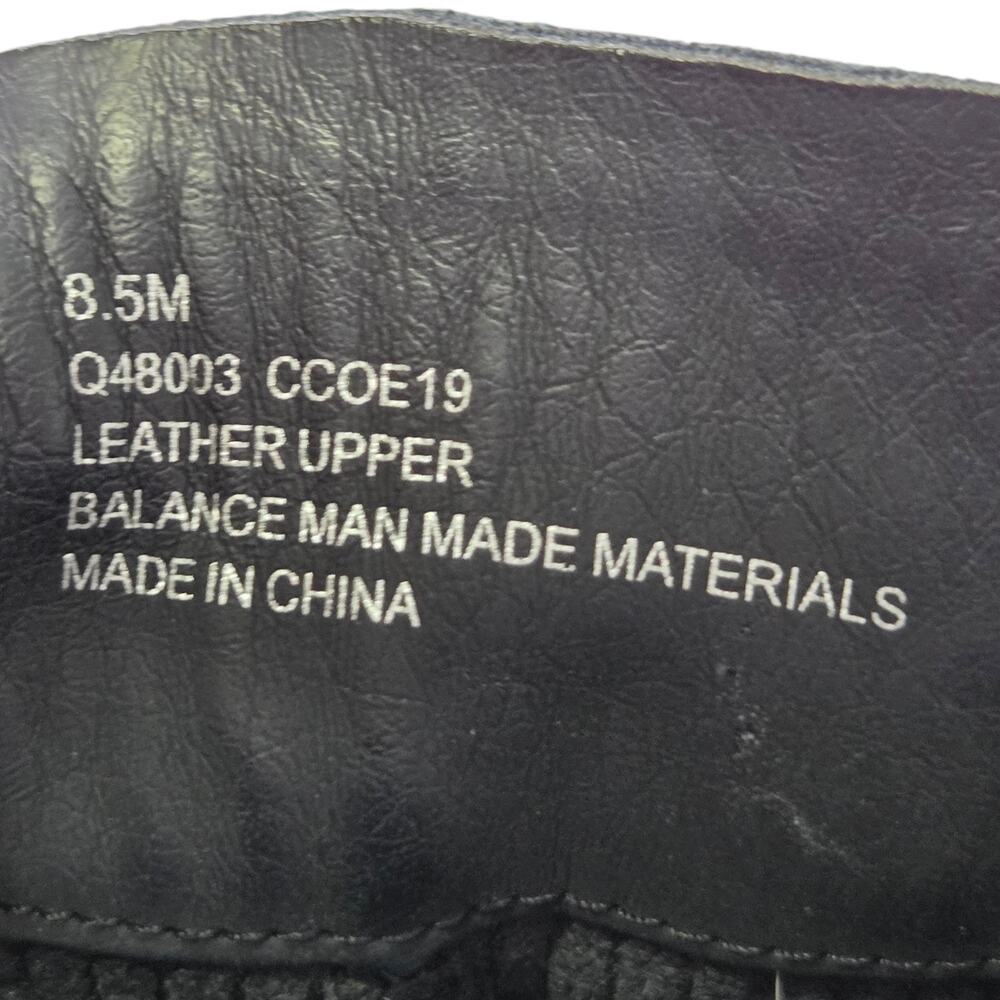 8.5M
Q48003 CCOE19
LEATHER UPPER
BALANCE MAN MADE MATERIALS
MADE IN CHINA